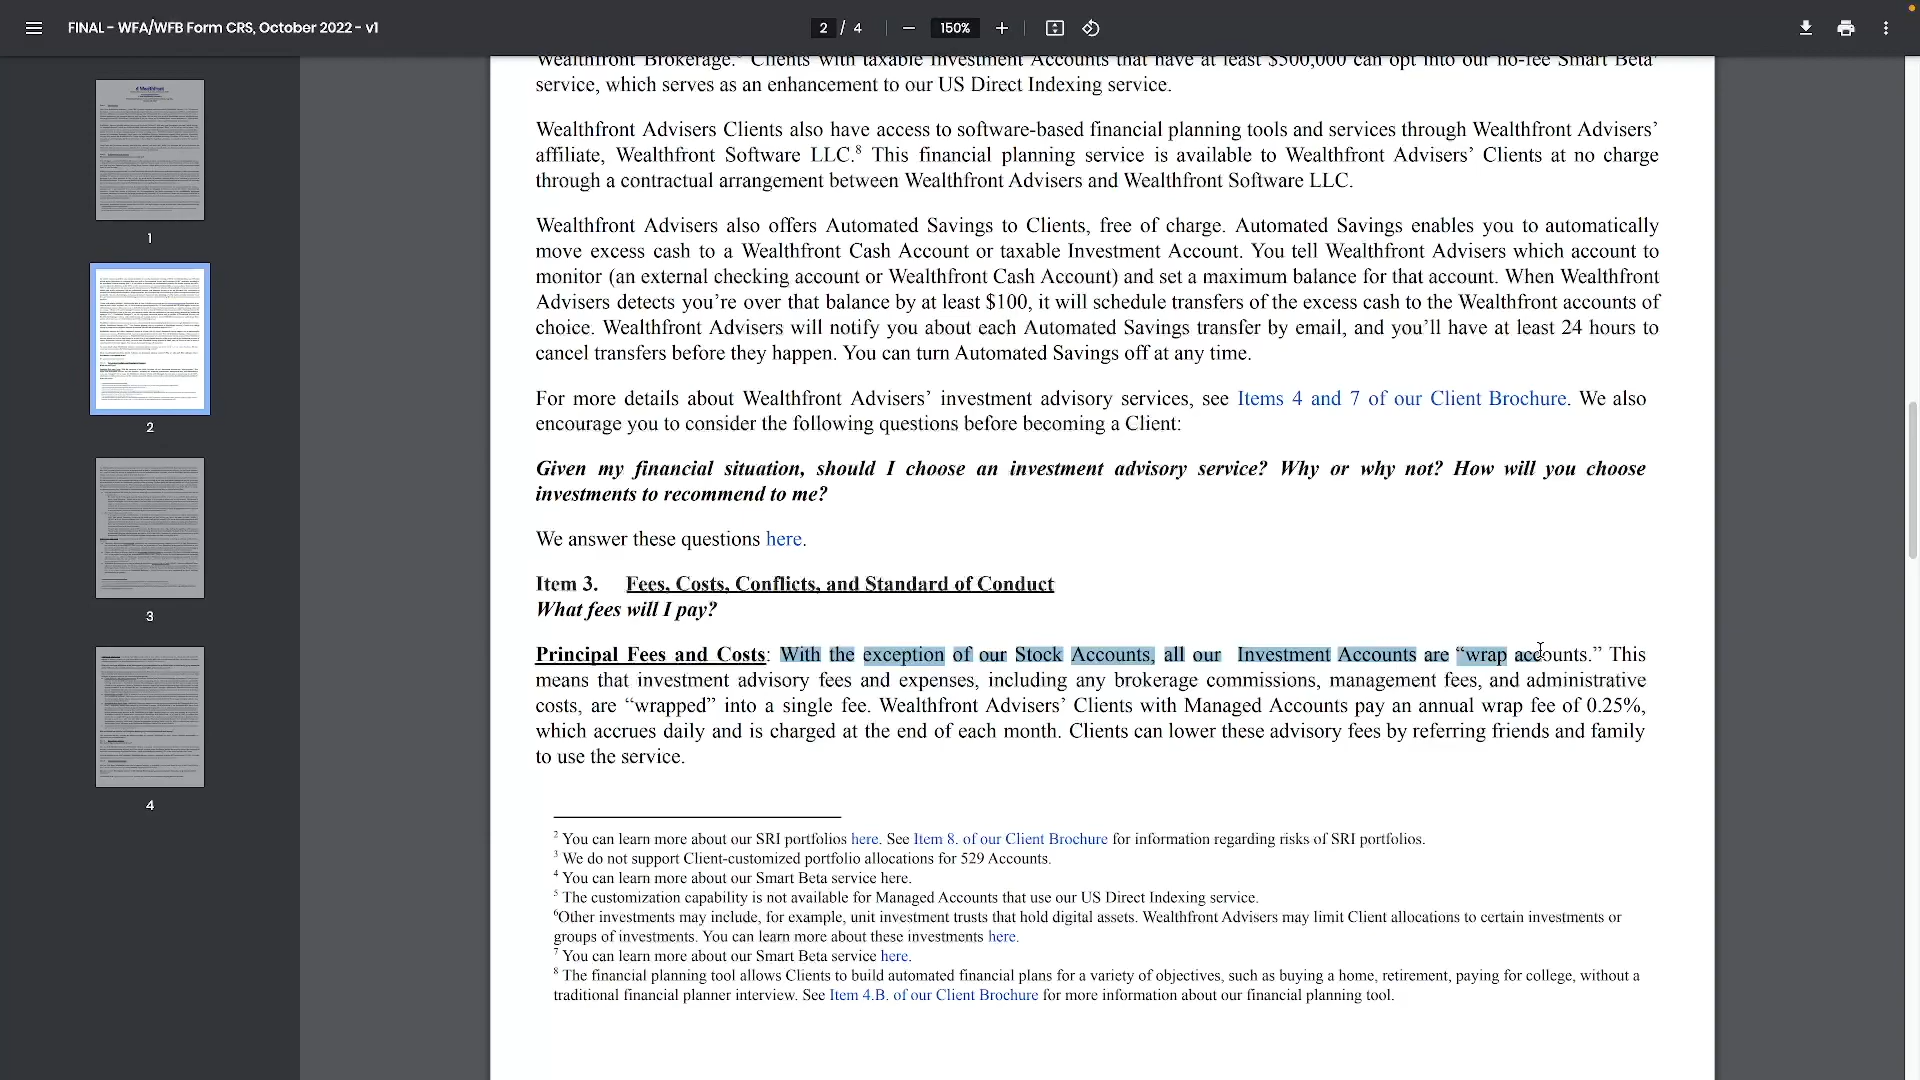 FINAL - WFA/WFB Form CRS, October 2022 - v1
2 / 4
150%
1
2
3
4
Wealthfront Brokerage.⁷ Clients with taxable Investment Accounts that have at least $500,000 can opt into our no-fee Smart Beta
service, which serves as an enhancement to our US Direct Indexing service.
Wealthfront Advisers Clients also have access to software-based financial planning tools and services through Wealthfront Advisers’
affiliate, Wealthfront Software LLC.⁸ This financial planning service is available to Wealthfront Advisers’ Clients at no charge
through a contractual arrangement between Wealthfront Advisers and Wealthfront Software LLC.
Wealthfront Advisers also offers Automated Savings to Clients, free of charge. Automated Savings enables you to automatically
move excess cash to a Wealthfront Cash Account or taxable Investment Account. You tell Wealthfront Advisers which account to
monitor (an external checking account or Wealthfront Cash Account) and set a maximum balance for that account. When Wealthfront
Advisers detects you’re over that balance by at least $100, it will schedule transfers of the excess cash to the Wealthfront accounts of
choice. Wealthfront Advisers will notify you about each Automated Savings transfer by email, and you’ll have at least 24 hours to
cancel transfers before they happen. You can turn Automated Savings off at any time.
For more details about Wealthfront Advisers’ investment advisory services, see Items 4 and 7 of our Client Brochure. We also
encourage you to consider the following questions before becoming a Client:
Given my financial situation, should I choose an investment advisory service? Why or why not? How will you choose
investments to recommend to me?
We answer these questions here.
Item 3. Fees, Costs, Conflicts, and Standard of Conduct
What fees will I pay?
Principal Fees and Costs: With the exception of our Stock Accounts, all our Investment Accounts are “wrap accounts.” This
means that investment advisory fees and expenses, including any brokerage commissions, management fees, and administrative
costs, are “wrapped” into a single fee. Wealthfront Advisers’ Clients with Managed Accounts pay an annual wrap fee of 0.25%,
which accrues daily and is charged at the end of each month. Clients can lower these advisory fees by referring friends and family
to use the service.
² You can learn more about our SRI portfolios here. See Item 8. of our Client Brochure for information regarding risks of SRI portfolios.
³ We do not support Client-customized portfolio allocations for 529 Accounts.
⁴ You can learn more about our Smart Beta service here.
⁵ The customization capability is not available for Managed Accounts that use our US Direct Indexing service.
⁶Other investments may include, for example, unit investment trusts that hold digital assets. Wealthfront Advisers may limit Client allocations to certain investments or
groups of investments. You can learn more about these investments here.
⁷ You can learn more about our Smart Beta service here.
⁸ The financial planning tool allows Clients to build automated financial plans for a variety of objectives, such as buying a home, retirement, paying for college, without a
traditional financial planner interview. See Item 4.B. of our Client Brochure for more information about our financial planning tool.